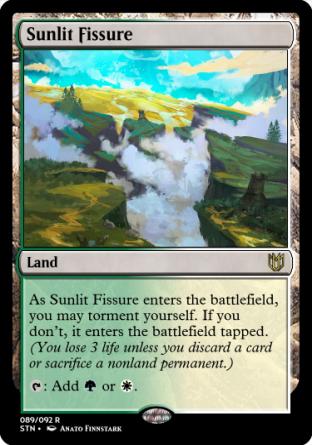 Sunlit Fissure
Land
As Sunlit Fissure enters the battlefield,
you may torment yourself. If you
don't, it enters the battlefield tapped.
(You lose 3 life unless you discard a card
or sacrifice a nonland permanent.)
: Add or .
089/092 R
STN • Anato Finnstark